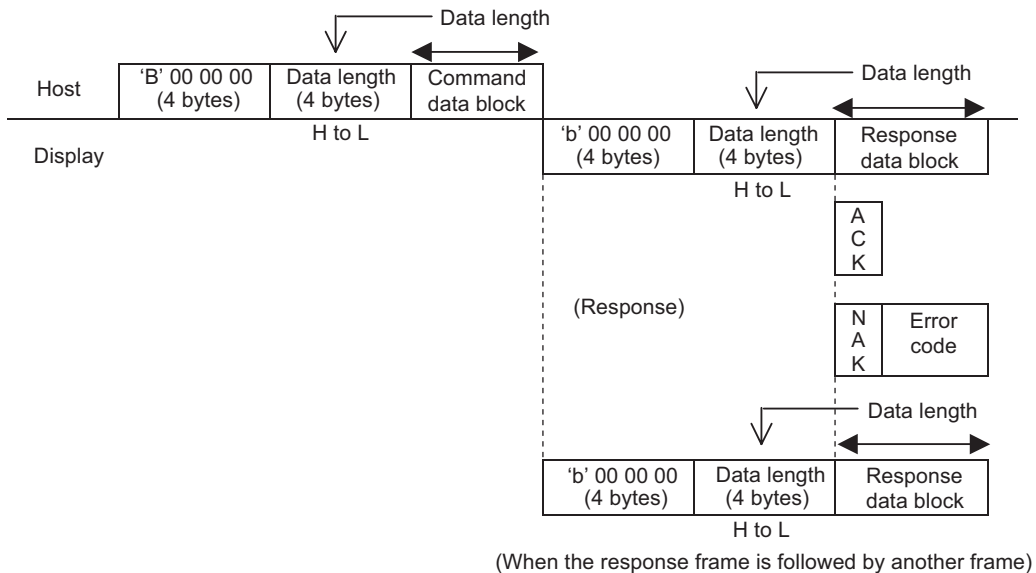 Data length
Host
‘B’ 00 00 00
(4 bytes)
Data length
(4 bytes)
Command
data block
H to L
Data length
Display
‘b’ 00 00 00
(4 bytes)
Data length
(4 bytes)
Response
data block
H to L
A
C
K
(Response)
N
A
K
Error
code
Data length
‘b’ 00 00 00
(4 bytes)
Data length
(4 bytes)
Response
data block
H to L
(When the response frame is followed by another frame)